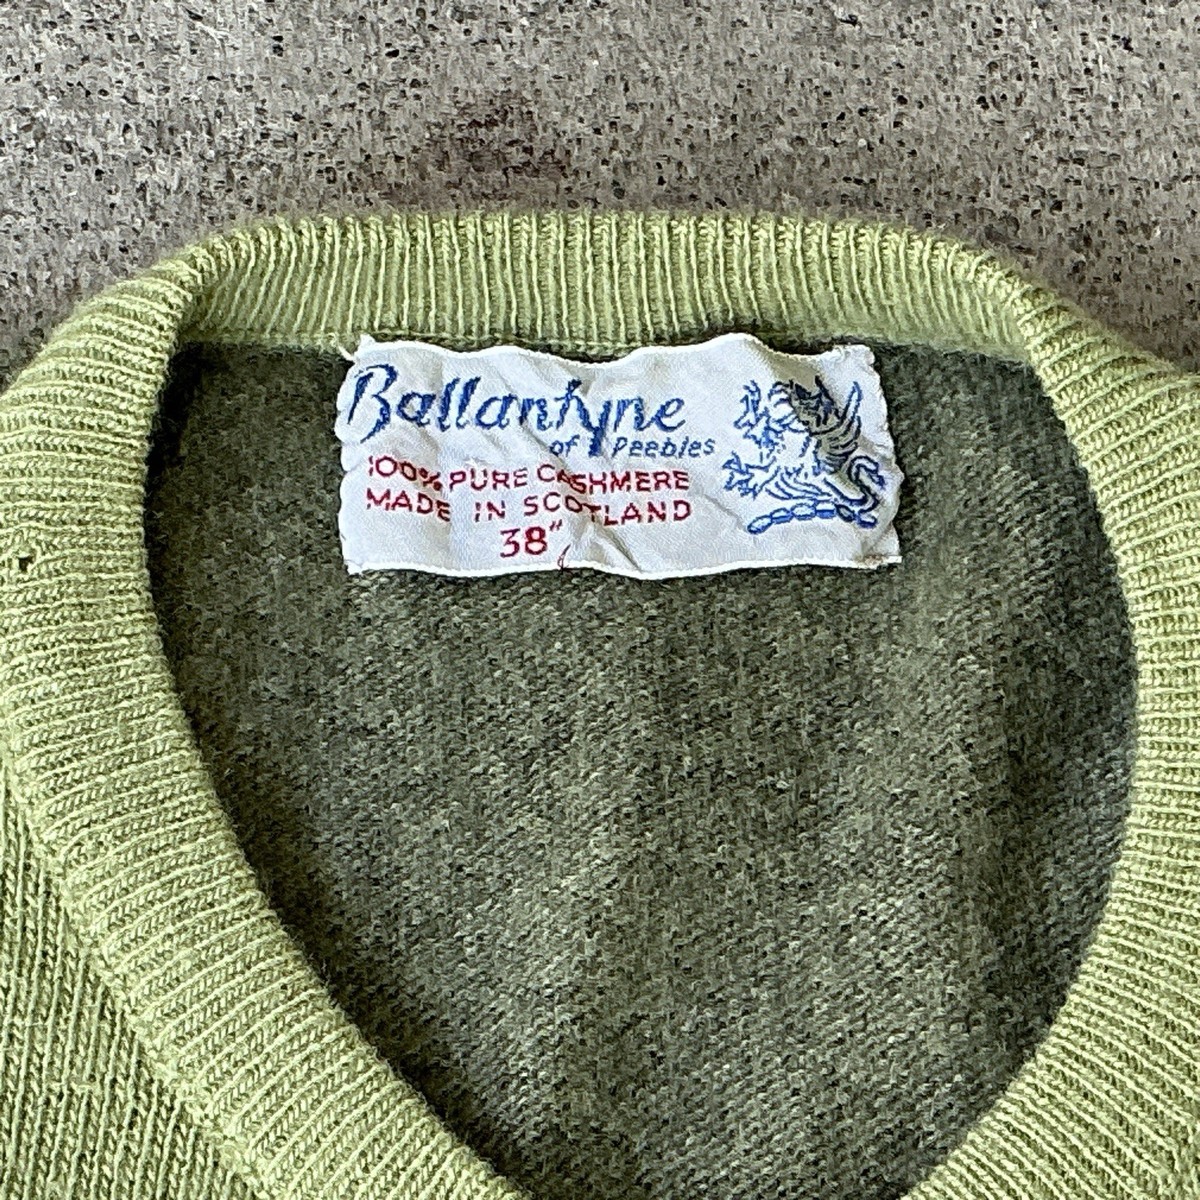 Ballantyne
of Peebles
100% PURE CASHMERE
MADE IN SCOTLAND
38"